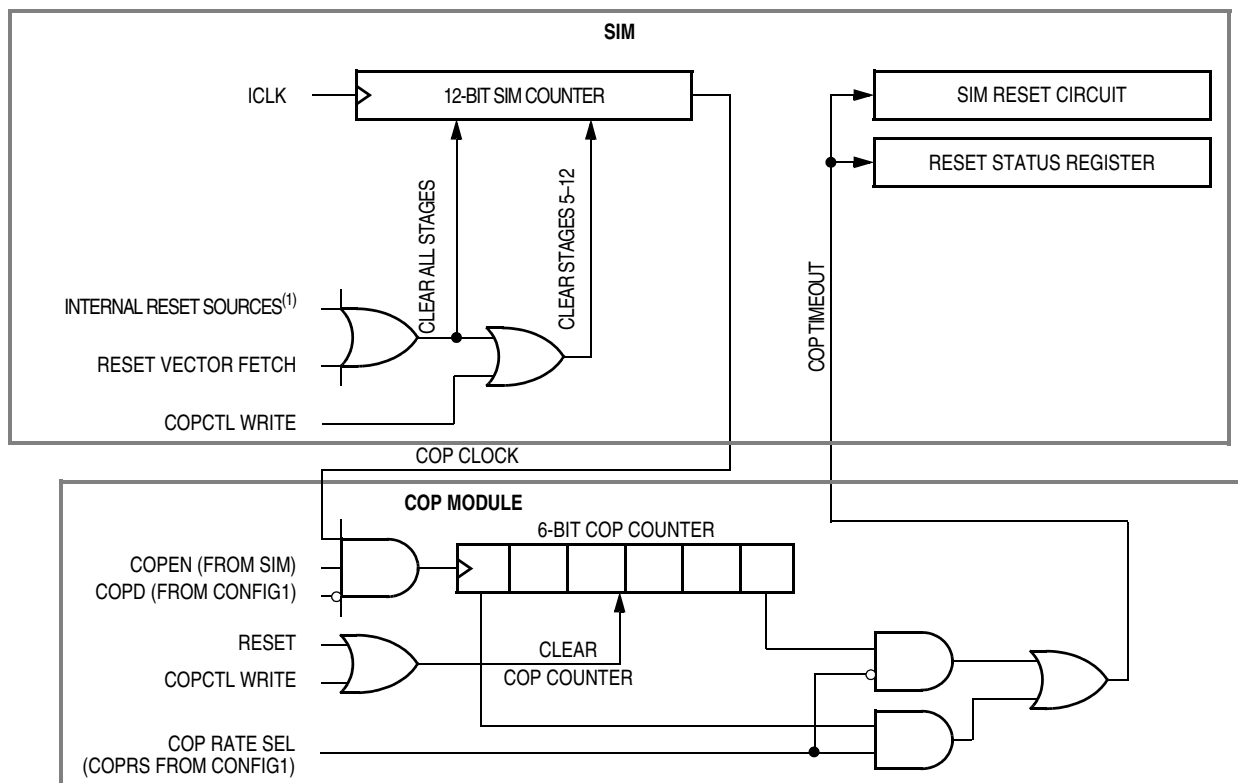 SIM
ICLK
12-BIT SIM COUNTER
SIM RESET CIRCUIT
RESET STATUS REGISTER
CLEAR ALL STAGES
CLEAR STAGES 5–12
COP TIMEOUT
INTERNAL RESET SOURCES(1)
RESET VECTOR FETCH
COPCTL WRITE
COP CLOCK
COP MODULE
6-BIT COP COUNTER
COPEN (FROM SIM)
COPD (FROM CONFIG1)
RESET
COPCTL WRITE
CLEAR
COP COUNTER
COP RATE SEL
(COPRS FROM CONFIG1)